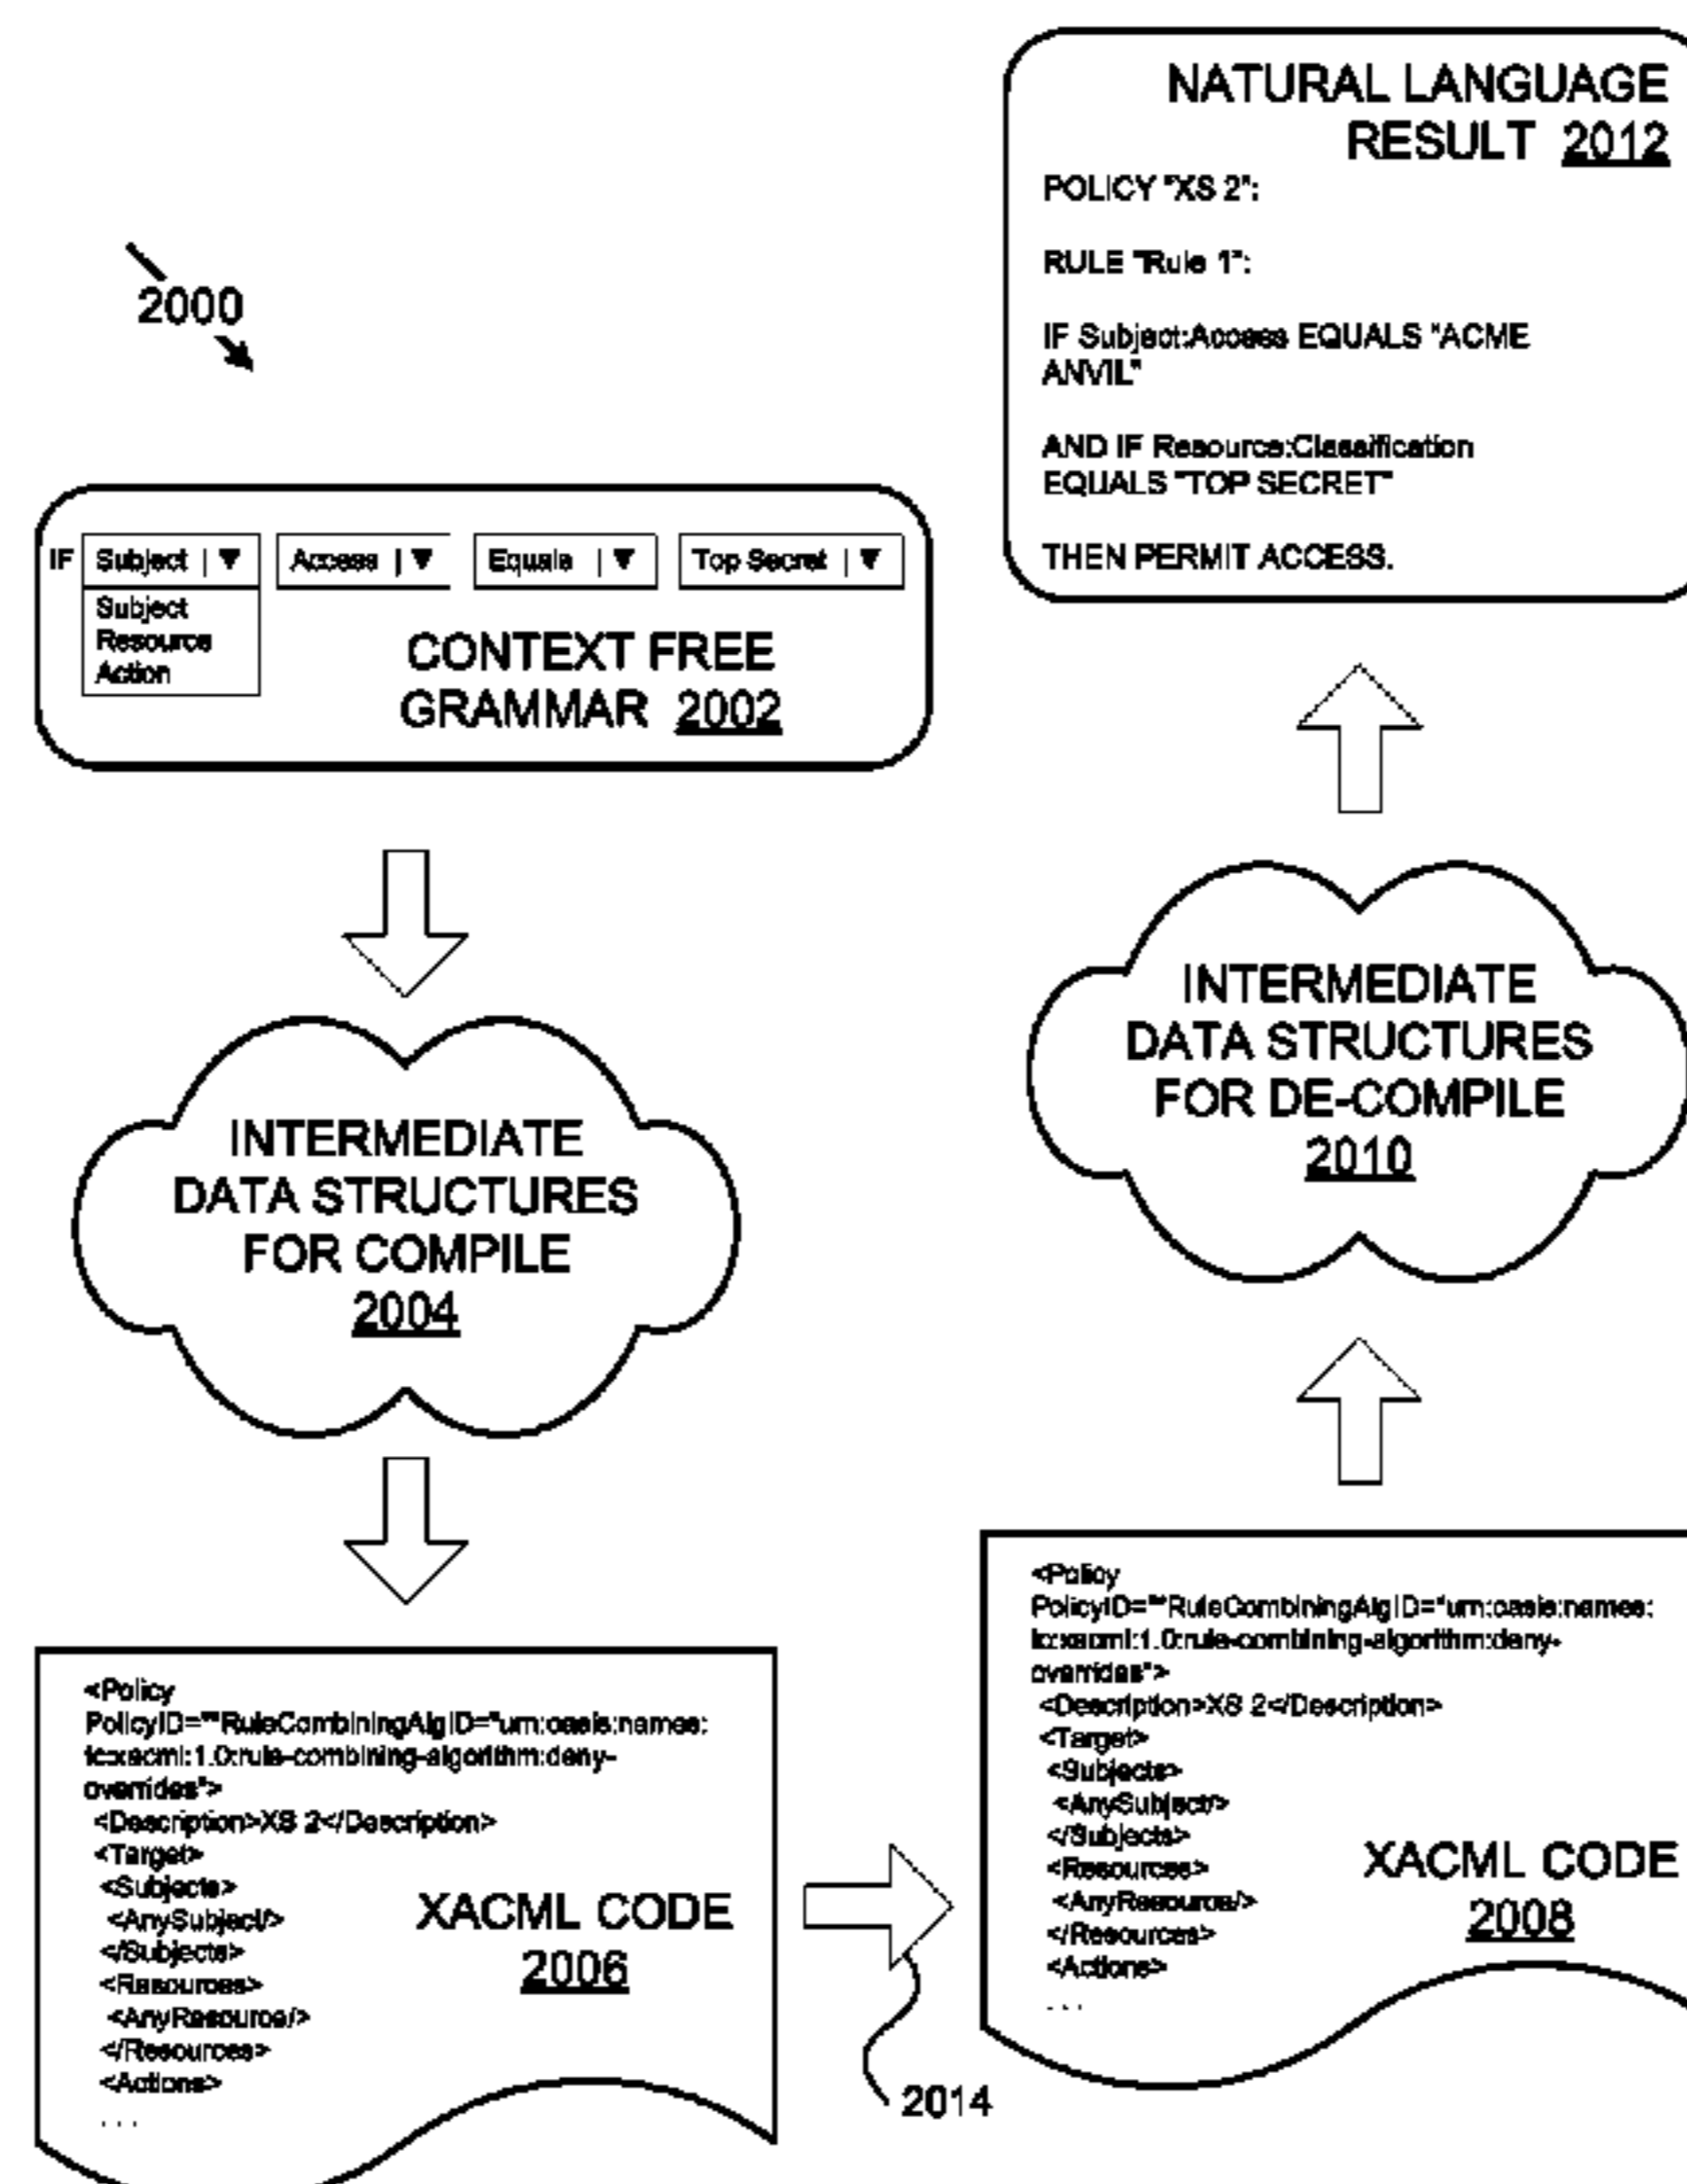 2000
IF Subject | ▼ Access | ▼ Equals | ▼ Top Secret | ▼
Subject
Resource
Action
CONTEXT FREE
GRAMMAR 2002
INTERMEDIATE
DATA STRUCTURES
FOR COMPILE
2004
<Policy
PolicyID=""RuleCombiningAlgID="urn:oasis:names:
tc:xacml:1.0:rule-combining-algorithm:deny-
overrides">
<Description>XS 2</Description>
<Target>
<Subjects>
<AnySubject/>
</Subjects>
<Resources>
<AnyResource/>
</Resources>
<Actions>
. . .
XACML CODE
2006
2014
<Policy
PolicyID=""RuleCombiningAlgID="urn:oasis:names:
tc:xacml:1.0:rule-combining-algorithm:deny-
overrides">
<Description>XS 2</Description>
<Target>
<Subjects>
<AnySubject/>
</Subjects>
<Resources>
<AnyResource/>
</Resources>
<Actions>
. . .
XACML CODE
2008
INTERMEDIATE
DATA STRUCTURES
FOR DE-COMPILE
2010
NATURAL LANGUAGE
RESULT 2012
POLICY "XS 2":
RULE "Rule 1":
IF Subject:Access EQUALS "ACME
ANVIL"
AND IF Resource:Classification
EQUALS "TOP SECRET"
THEN PERMIT ACCESS.